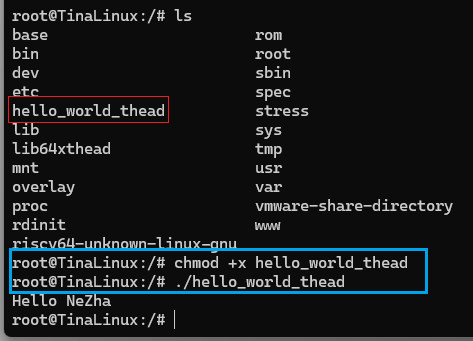 root@TinaLinux:/# ls
base rom
bin root
dev sbin
etc spec
hello_world_thead stress
lib sys
lib64xthead tmp
mnt usr
overlay var
proc vmware-share-directory
rdinit www
riscv64-unknown-linux-gnu
root@TinaLinux:/# chmod +x hello_world_thead
root@TinaLinux:/# ./hello_world_thead
Hello NeZha
root@TinaLinux:/#